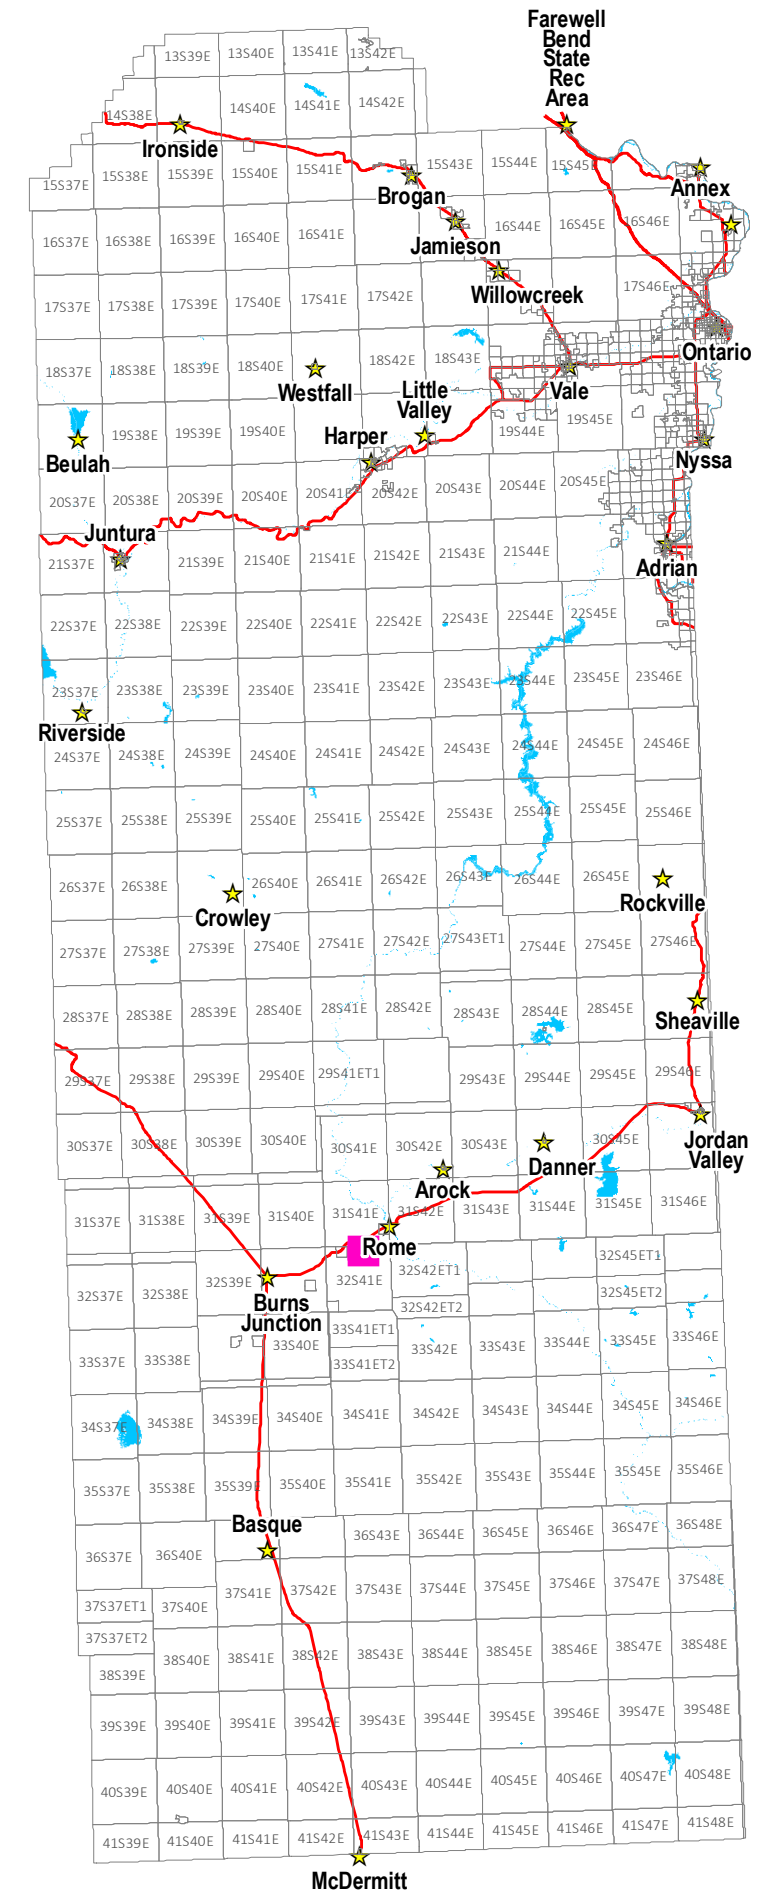 Farewell
Bend
State
Rec
Area
13S39E 13S40E 13S41E 13S42E
14S38E 14S40E 14S41E 14S42E
Ironside
15S37E 15S38E 15S39E 15S40E 15S41E 15S43E 15S44E 15S45E
Brogan
Annex
16S37E 16S38E 16S39E 16S40E 16S41E 16S44E 16S45E 16S46E
Jamieson
17S37E 17S38E 17S39E 17S40E 17S41E 17S42E 17S46E
Willowcreek
Ontario
18S37E 18S38E 18S39E 18S40E 18S42E 18S43E
Westfall
Little
Valley
Vale
19S38E 19S39E 19S40E 19S44E 19S45E
Harper
Beulah
Nyssa
20S37E 20S38E 20S39E 20S40E 20S41E 20S42E 20S43E 20S44E 20S45E
Juntura
21S37E 21S39E 21S40E 21S41E 21S42E 21S43E 21S44E
Adrian
22S37E 22S38E 22S39E 22S40E 22S41E 22S42E 22S43E 22S44E 22S45E
23S37E 23S38E 23S39E 23S40E 23S41E 23S42E 23S43E 23S44E 23S45E 23S46E
Riverside
24S37E 24S38E 24S39E 24S40E 24S41E 24S42E 24S43E 24S44E 24S45E 24S46E
25S37E 25S38E 25S39E 25S40E 25S41E 25S42E 25S43E 25S44E 25S45E 25S46E
26S37E 26S38E 26S40E 26S41E 26S42E 26S43E 26S44E 26S45E
Crowley
Rockville
27S37E 27S38E 27S39E 27S40E 27S41E 27S42E 27S43ET1 27S44E 27S45E 27S46E
28S37E 28S38E 28S39E 28S40E 28S41E 28S42E 28S43E 28S44E 28S45E
Sheaville
29S37E 29S38E 29S39E 29S40E 29S41ET1 29S43E 29S44E 29S45E 29S46E
30S37E 30S38E 30S39E 30S40E 30S41E 30S42E 30S43E 30S45E
Jordan
Valley
Danner
Arock
31S37E 31S38E 31S39E 31S40E 31S41E 31S42E 31S43E 31S44E 31S45E 31S46E
Rome
32S37E 32S38E 32S39E 32S41E 32S42ET1 32S45ET1
32S42ET2 32S45ET2
Burns
Junction
33S37E 33S38E 33S40E 33S41ET1 33S42E 33S43E 33S44E 33S45E 33S46E
33S41ET2
34S37E 34S38E 34S39E 34S40E 34S41E 34S42E 34S43E 34S44E 34S45E 34S46E
35S37E 35S38E 35S39E 35S40E 35S41E 35S42E 35S43E 35S44E 35S45E 35S46E
Basque
36S37E 36S40E 36S43E 36S44E 36S45E 36S46E 36S47E 36S48E
37S37ET1 37S40E 37S41E 37S42E 37S43E 37S44E 37S45E 37S46E 37S47E 37S48E
37S37ET2
38S39E 38S40E 38S41E 38S42E 38S43E 38S44E 38S45E 38S46E 38S47E 38S48E
39S39E 39S40E 39S41E 39S42E 39S43E 39S44E 39S45E 39S46E 39S47E 39S48E
40S39E 40S40E 40S41E 40S42E 40S43E 40S44E 40S45E 40S46E 40S47E 40S48E
41S39E 41S40E 41S41E 41S42E 41S43E 41S44E 41S45E 41S46E 41S47E 41S48E
McDermitt